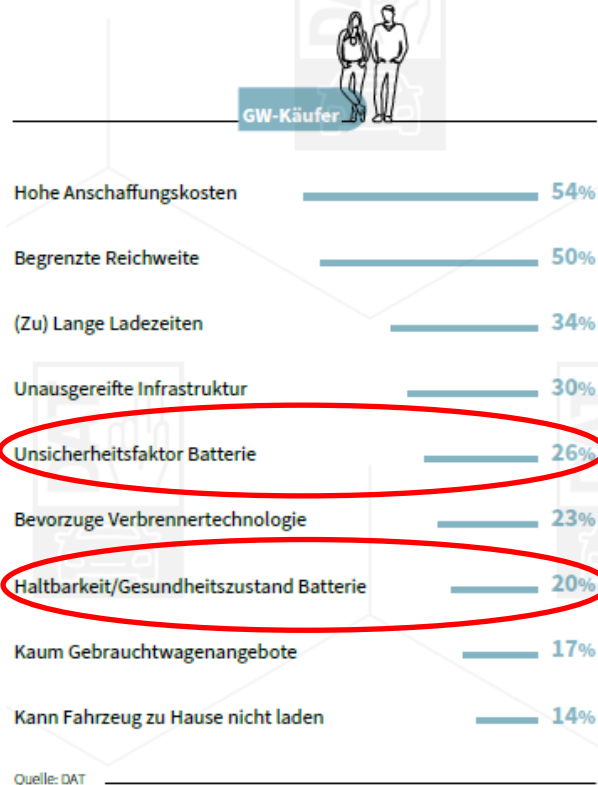 GW-Käufer
Hohe Anschaffungskosten 54%
Begrenzte Reichweite 50%
(Zu) Lange Ladezeiten 34%
Unausgereifte Infrastruktur 30%
Unsicherheitsfaktor Batterie 26%
Bevorzuge Verbrennertechnologie 23%
Haltbarkeit/Gesundheitszustand Batterie 20%
Kaum Gebrauchtwagenangebote 17%
Kann Fahrzeug zu Hause nicht laden 14%
Quelle: DAT